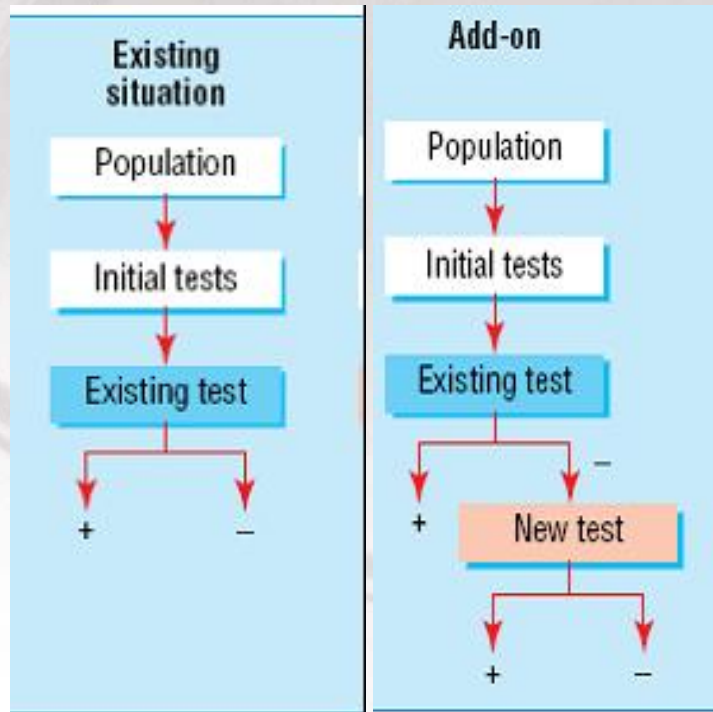 Existing
situation
Population
Initial tests
Existing test
+
–
Add-on
Population
Initial tests
Existing test
–
+
New test
+
–